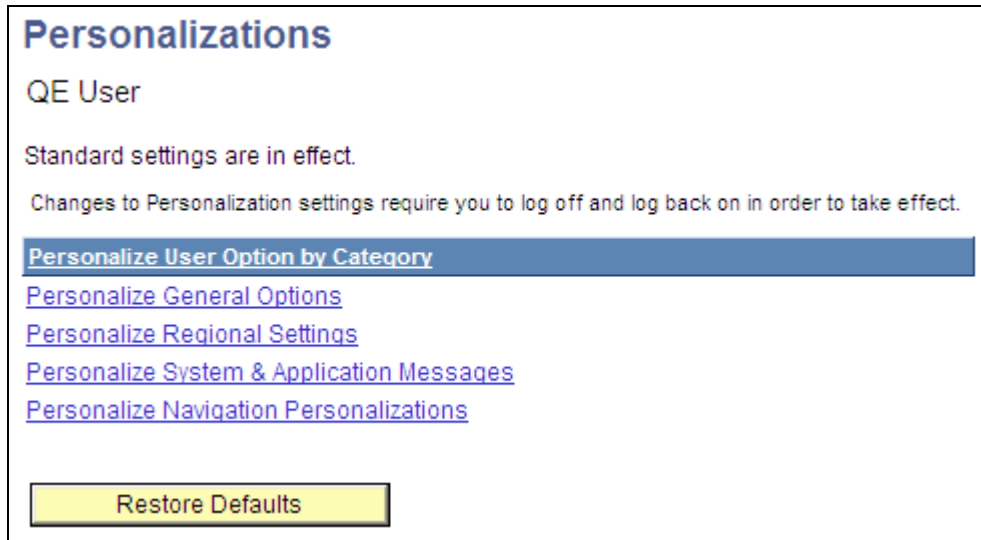 Personalizations
QE User
Standard settings are in effect.
Changes to Personalization settings require you to log off and log back on in order to take effect.
Personalize User Option by Category
Personalize General Options
Personalize Regional Settings
Personalize System & Application Messages
Personalize Navigation Personalizations
Restore Defaults